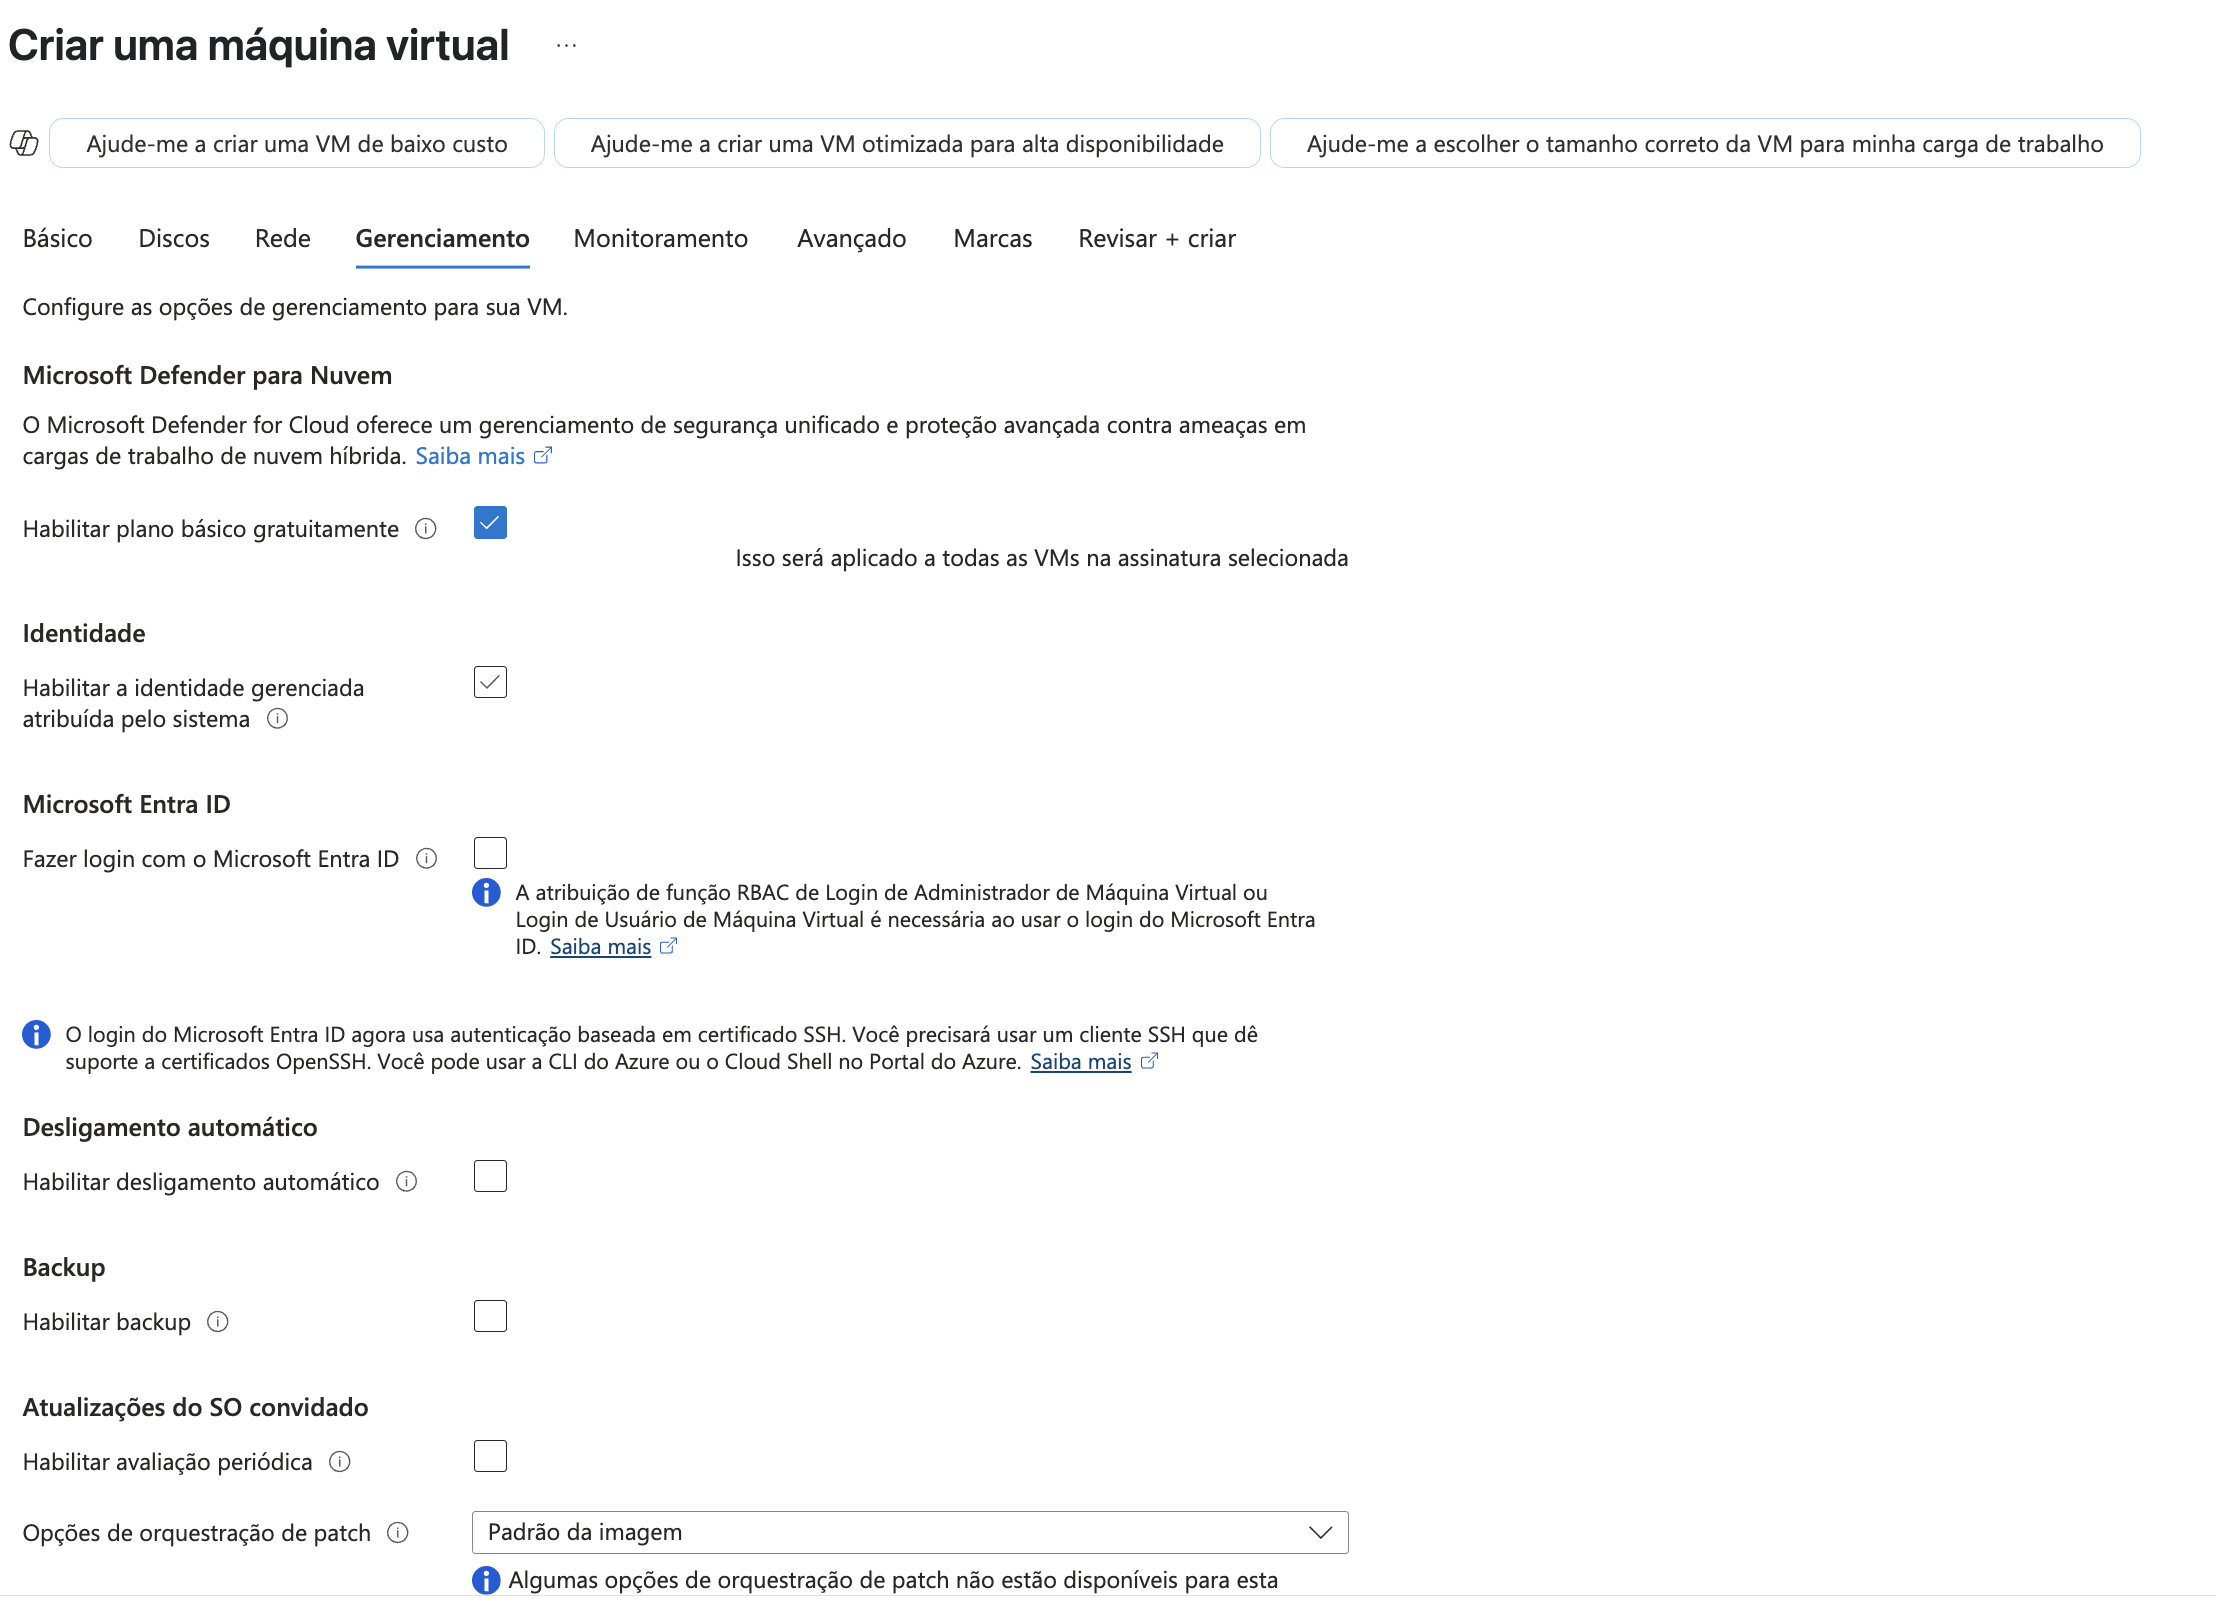 Criar uma máquina virtual ...
Ajude-me a criar uma VM de baixo custo
Ajude-me a criar uma VM otimizada para alta disponibilidade
Ajude-me a escolher o tamanho correto da VM para minha carga de trabalho
Básico Discos Rede Gerenciamento Monitoramento Avançado Marcas Revisar + criar
Configure as opções de gerenciamento para sua VM.
Microsoft Defender para Nuvem
O Microsoft Defender for Cloud oferece um gerenciamento de segurança unificado e proteção avançada contra ameaças em
cargas de trabalho de nuvem híbrida. Saiba mais
Habilitar plano básico gratuitamente
Isso será aplicado a todas as VMs na assinatura selecionada
Identidade
Habilitar a identidade gerenciada
atribuída pelo sistema
Microsoft Entra ID
Fazer login com o Microsoft Entra ID
A atribuição de função RBAC de Login de Administrador de Máquina Virtual ou
Login de Usuário de Máquina Virtual é necessária ao usar o login do Microsoft Entra
ID. Saiba mais
O login do Microsoft Entra ID agora usa autenticação baseada em certificado SSH. Você precisará usar um cliente SSH que dê
suporte a certificados OpenSSH. Você pode usar a CLI do Azure ou o Cloud Shell no Portal do Azure. Saiba mais
Desligamento automático
Habilitar desligamento automático
Backup
Habilitar backup
Atualizações do SO convidado
Habilitar avaliação periódica
Opções de orquestração de patch
Padrão da imagem
Algumas opções de orquestração de patch não estão disponíveis para esta